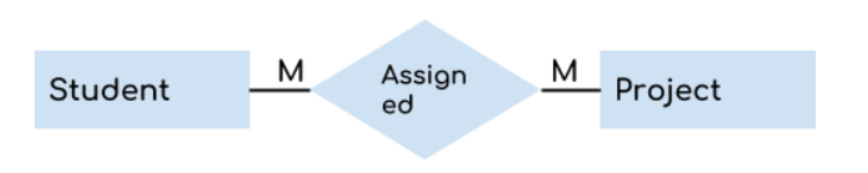 Student
M
Assign
ed
M
Project